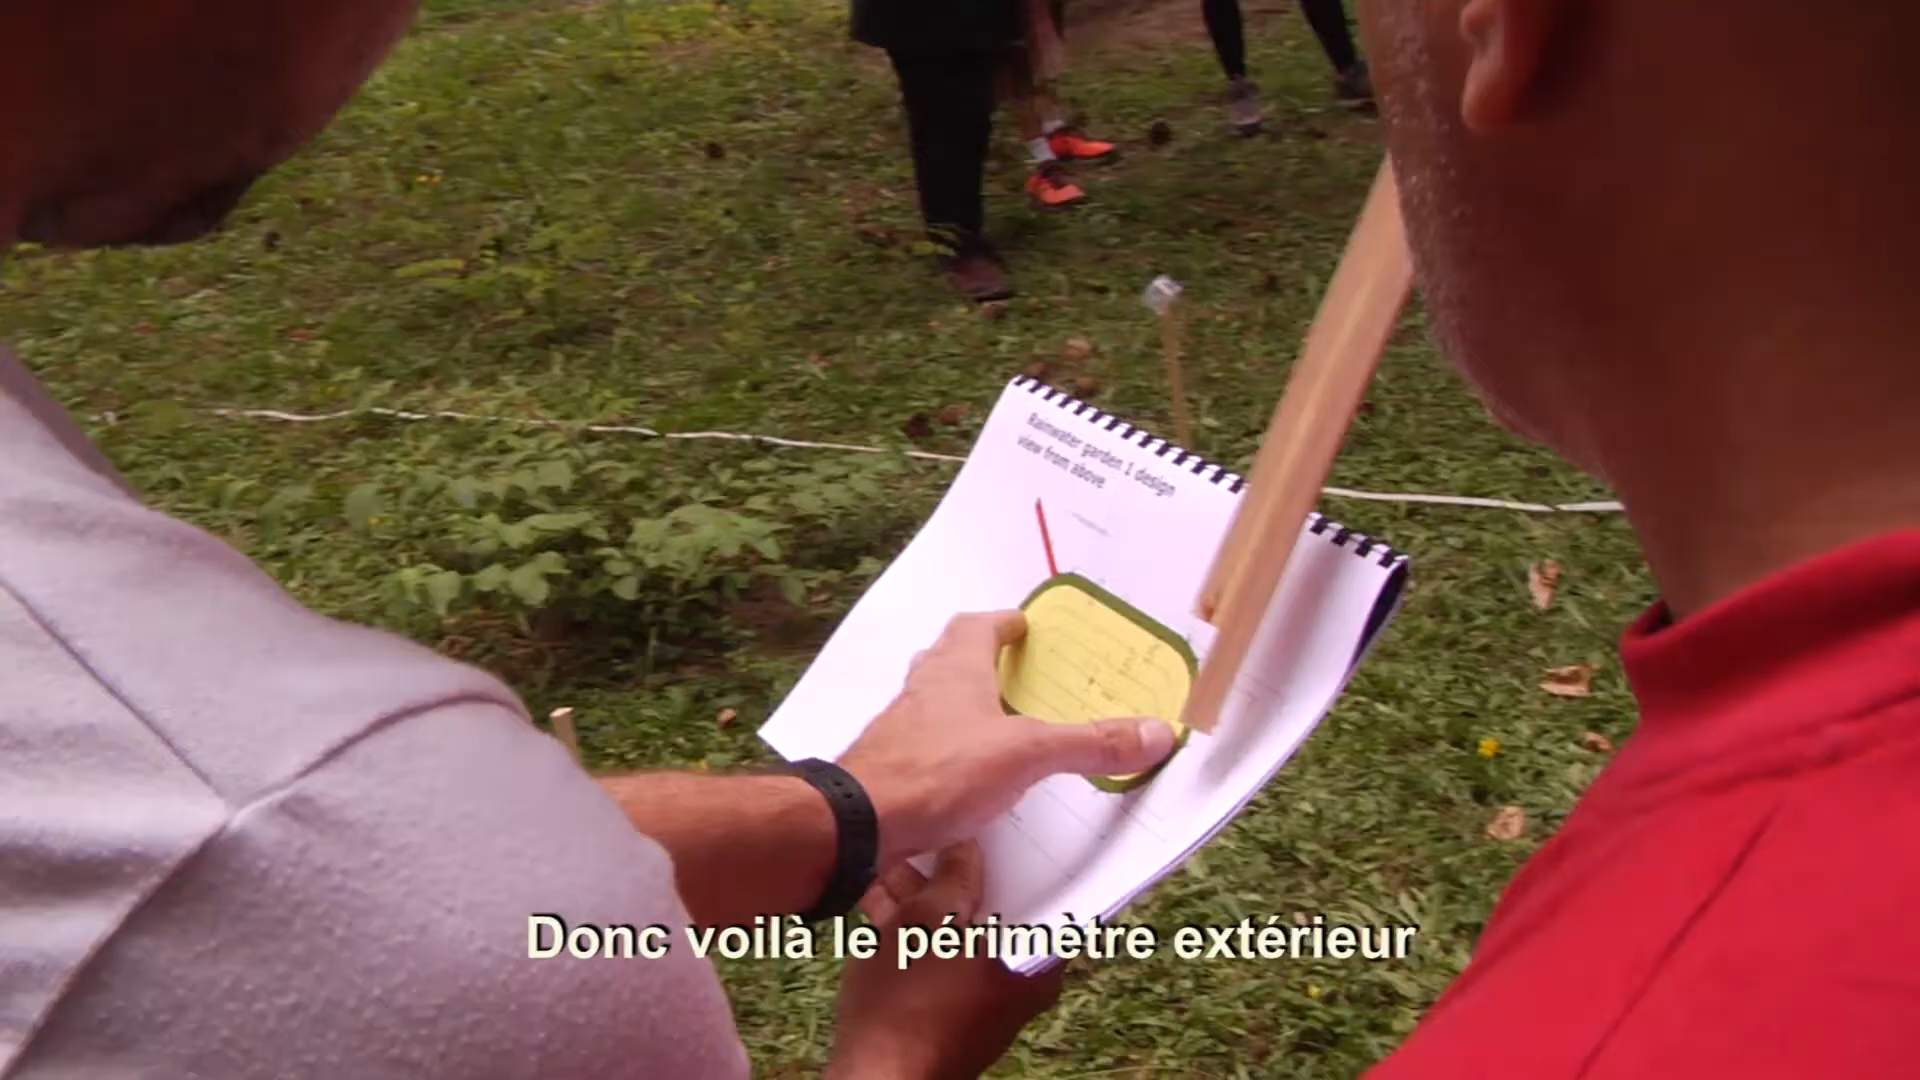 Rainwater garden 1 design
view from above
Donc voilà le périmètre extérieur